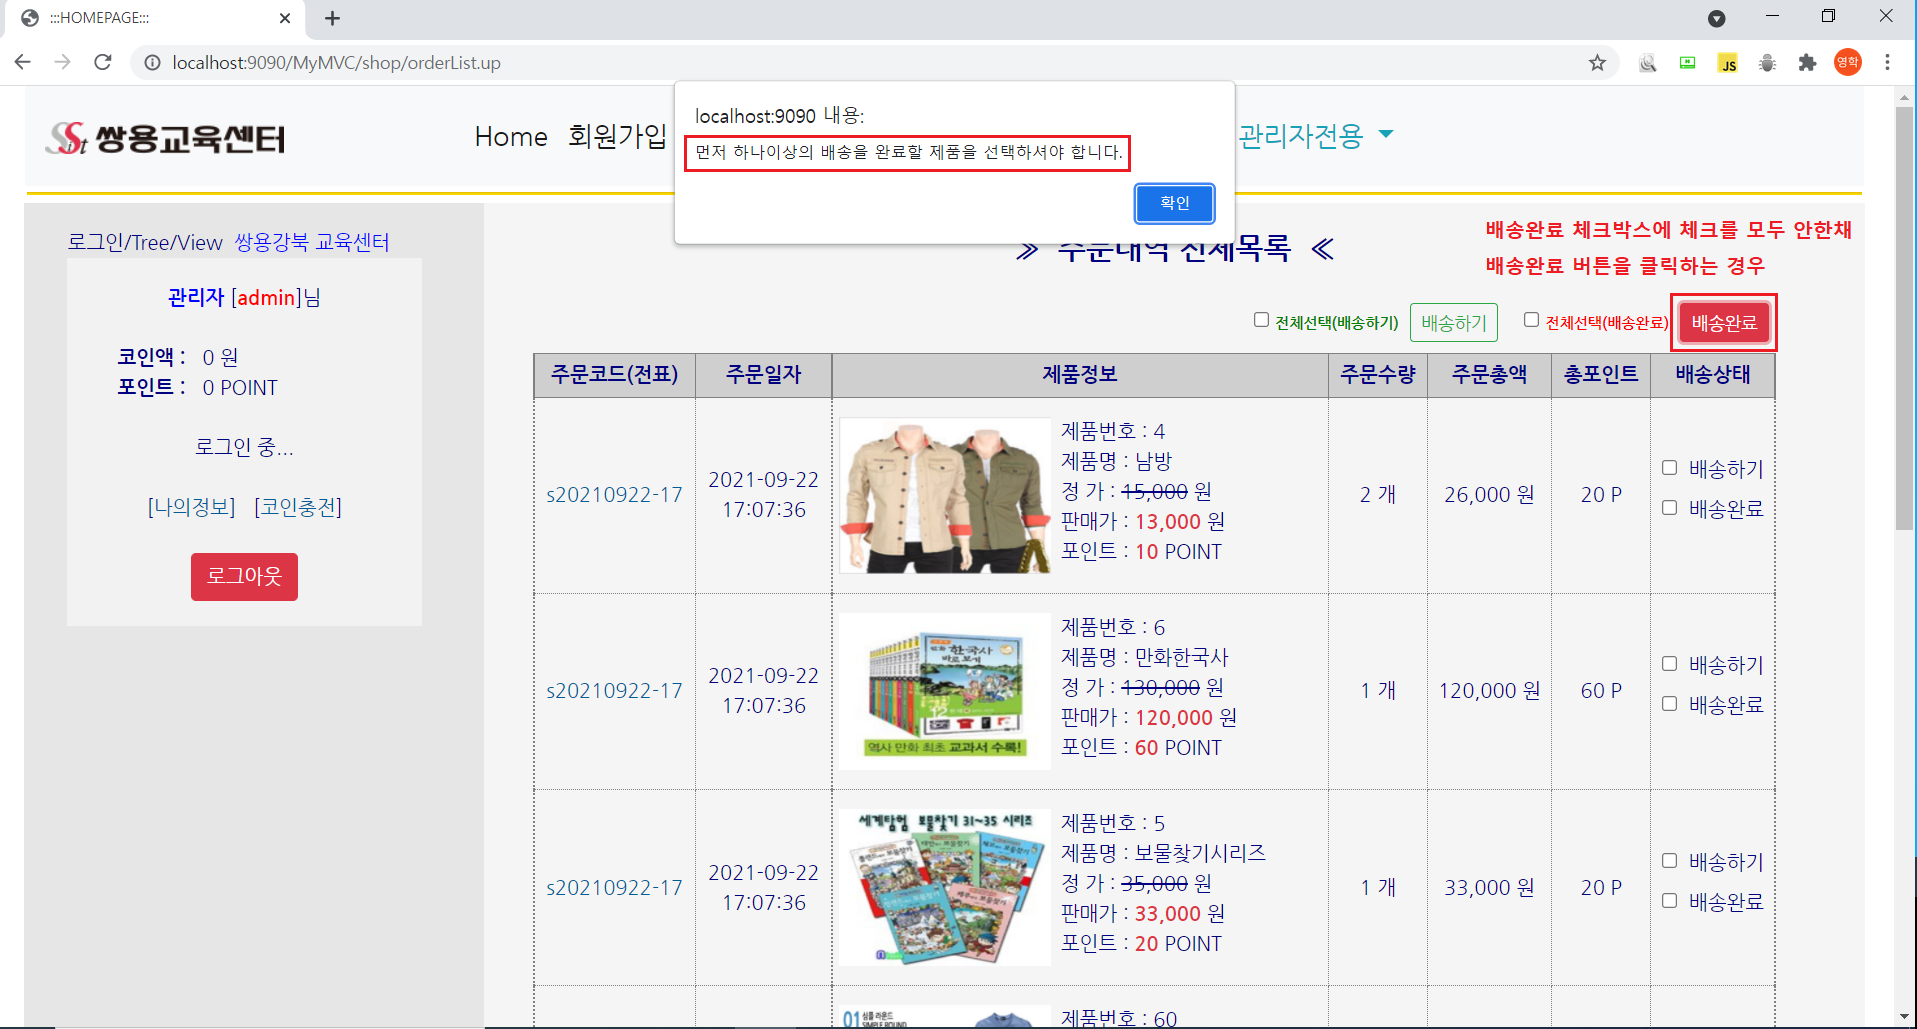 :::HOMEPAGE:::
localhost:9090/MyMVC/shop/orderList.up
JS
영학
localhost:9090 내용:
먼저 하나이상의 배송을 완료할 제품을 선택하셔야 합니다.
확인
쌍용교육센터
Home 회원가입 관리자전용
로그인/Tree/View 쌍용강북 교육센터
관리자 [admin]님
코인액 : 0 원
포인트 : 0 POINT
로그인 중...
[나의정보] [코인충전]
로그아웃
≫ 주문내역 전체목록 ≪
배송완료 체크박스에 체크를 모두 안한채
배송완료 버튼을 클릭하는 경우
전체선택(배송하기) 배송하기 전체선택(배송완료) 배송완료
주문코드(전표) 주문일자 제품정보 주문수량 주문총액 총포인트 배송상태
s20210922-17
2021-09-22
17:07:36
제품번호 : 4
제품명 : 남방
정 가 : 15,000 원
판매가 : 13,000 원
포인트 : 10 POINT
2 개
26,000 원
20 P
배송하기
배송완료
s20210922-17
2021-09-22
17:07:36
한국사
바로 보기
역사 만화 최초 교과서 수록!
제품번호 : 6
제품명 : 만화한국사
정 가 : 130,000 원
판매가 : 120,000 원
포인트 : 60 POINT
1 개
120,000 원
60 P
배송하기
배송완료
s20210922-17
2021-09-22
17:07:36
세계탐험 보물찾기 31~35 시리즈
제품번호 : 5
제품명 : 보물찾기시리즈
정 가 : 35,000 원
판매가 : 33,000 원
포인트 : 20 POINT
1 개
33,000 원
20 P
배송하기
배송완료
01 심플 라운드
SIMPLE ROUND
제품번호 : 60